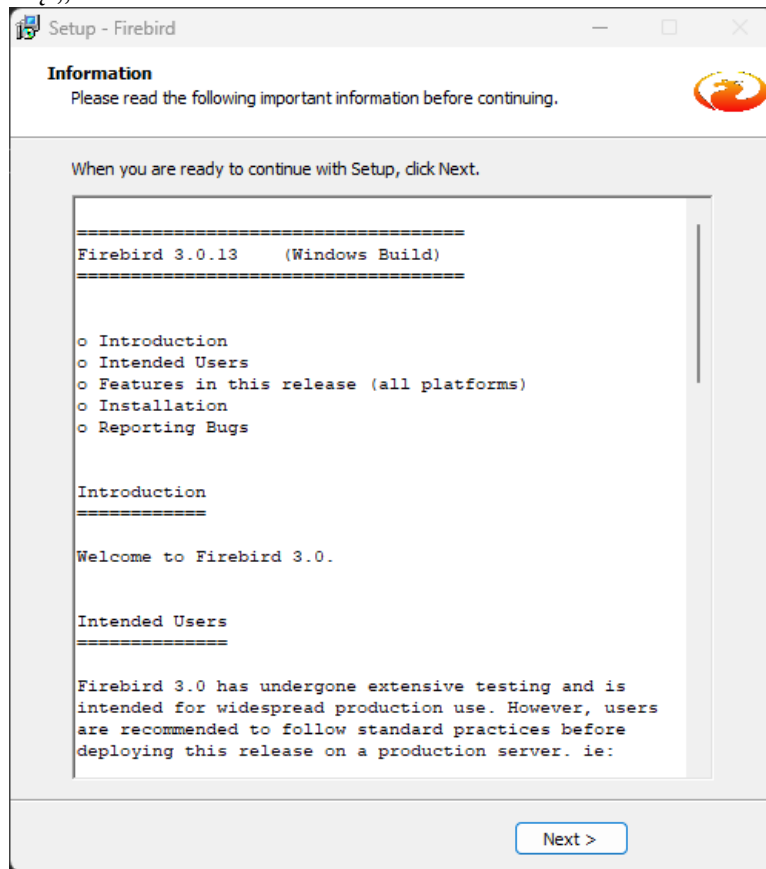 Setup - Firebird
Information
Please read the following important information before continuing.
When you are ready to continue with Setup, click Next.
====================================
Firebird 3.0.13    (Windows Build)
====================================
o Introduction
o Intended Users
o Features in this release (all platforms)
o Installation
o Reporting Bugs
Introduction
============
Welcome to Firebird 3.0.
Intended Users
==============
Firebird 3.0 has undergone extensive testing and is
intended for widespread production use. However, users
are recommended to follow standard practices before
deploying this release on a production server. ie:
Next >